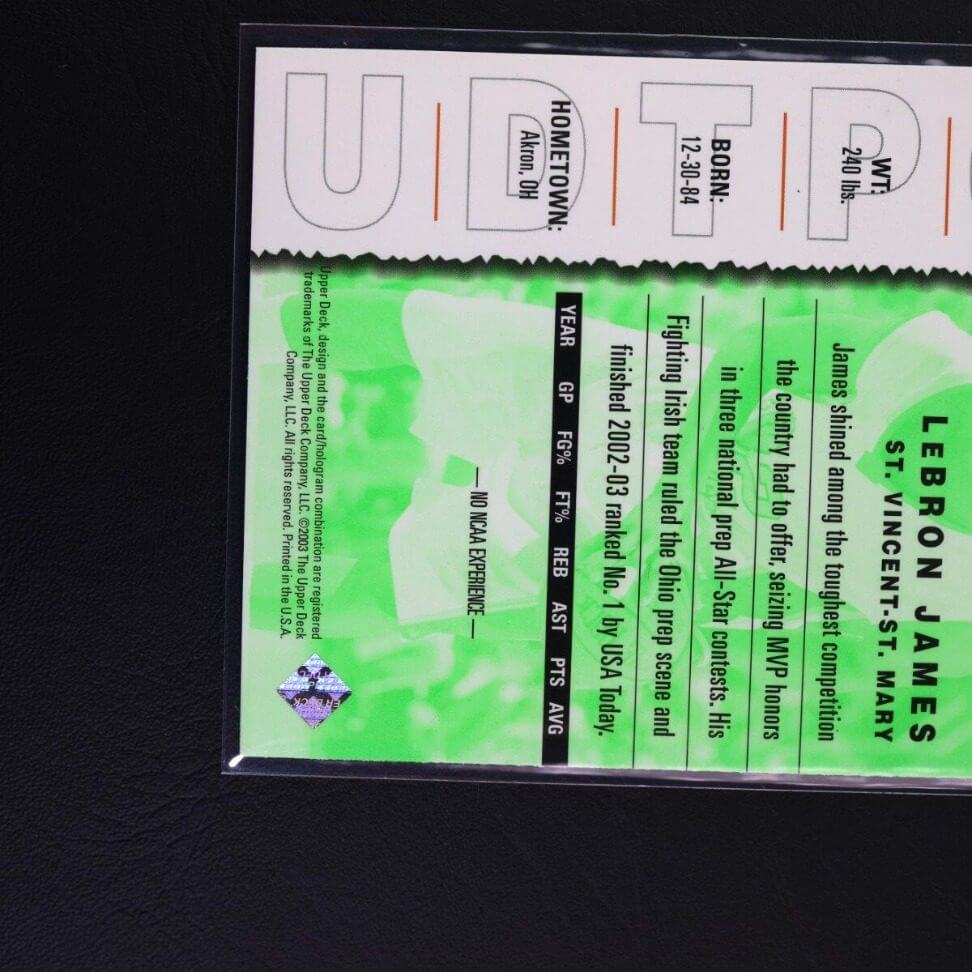 LEBRON JAMES
ST. VINCENT-ST. MARY
WT:
240 lbs.
BORN:
12-30-84
HOMETOWN:
Akron, OH
P
T
D
U
James shined among the toughest competition
the country had to offer, seizing MVP honors
in three national prep All-Star contests. His
Fighting Irish team ruled the Ohio prep scene and
finished 2002-03 ranked No. 1 by USA Today.
YEAR GP FG% FT% REB AST PTS AVG
— NO NCAA EXPERIENCE —
Upper Deck, design and the card/hologram combination are registered
trademarks of The Upper Deck Company, LLC. ©2003 The Upper Deck
Company, LLC. All rights reserved. Printed in the U.S.A.